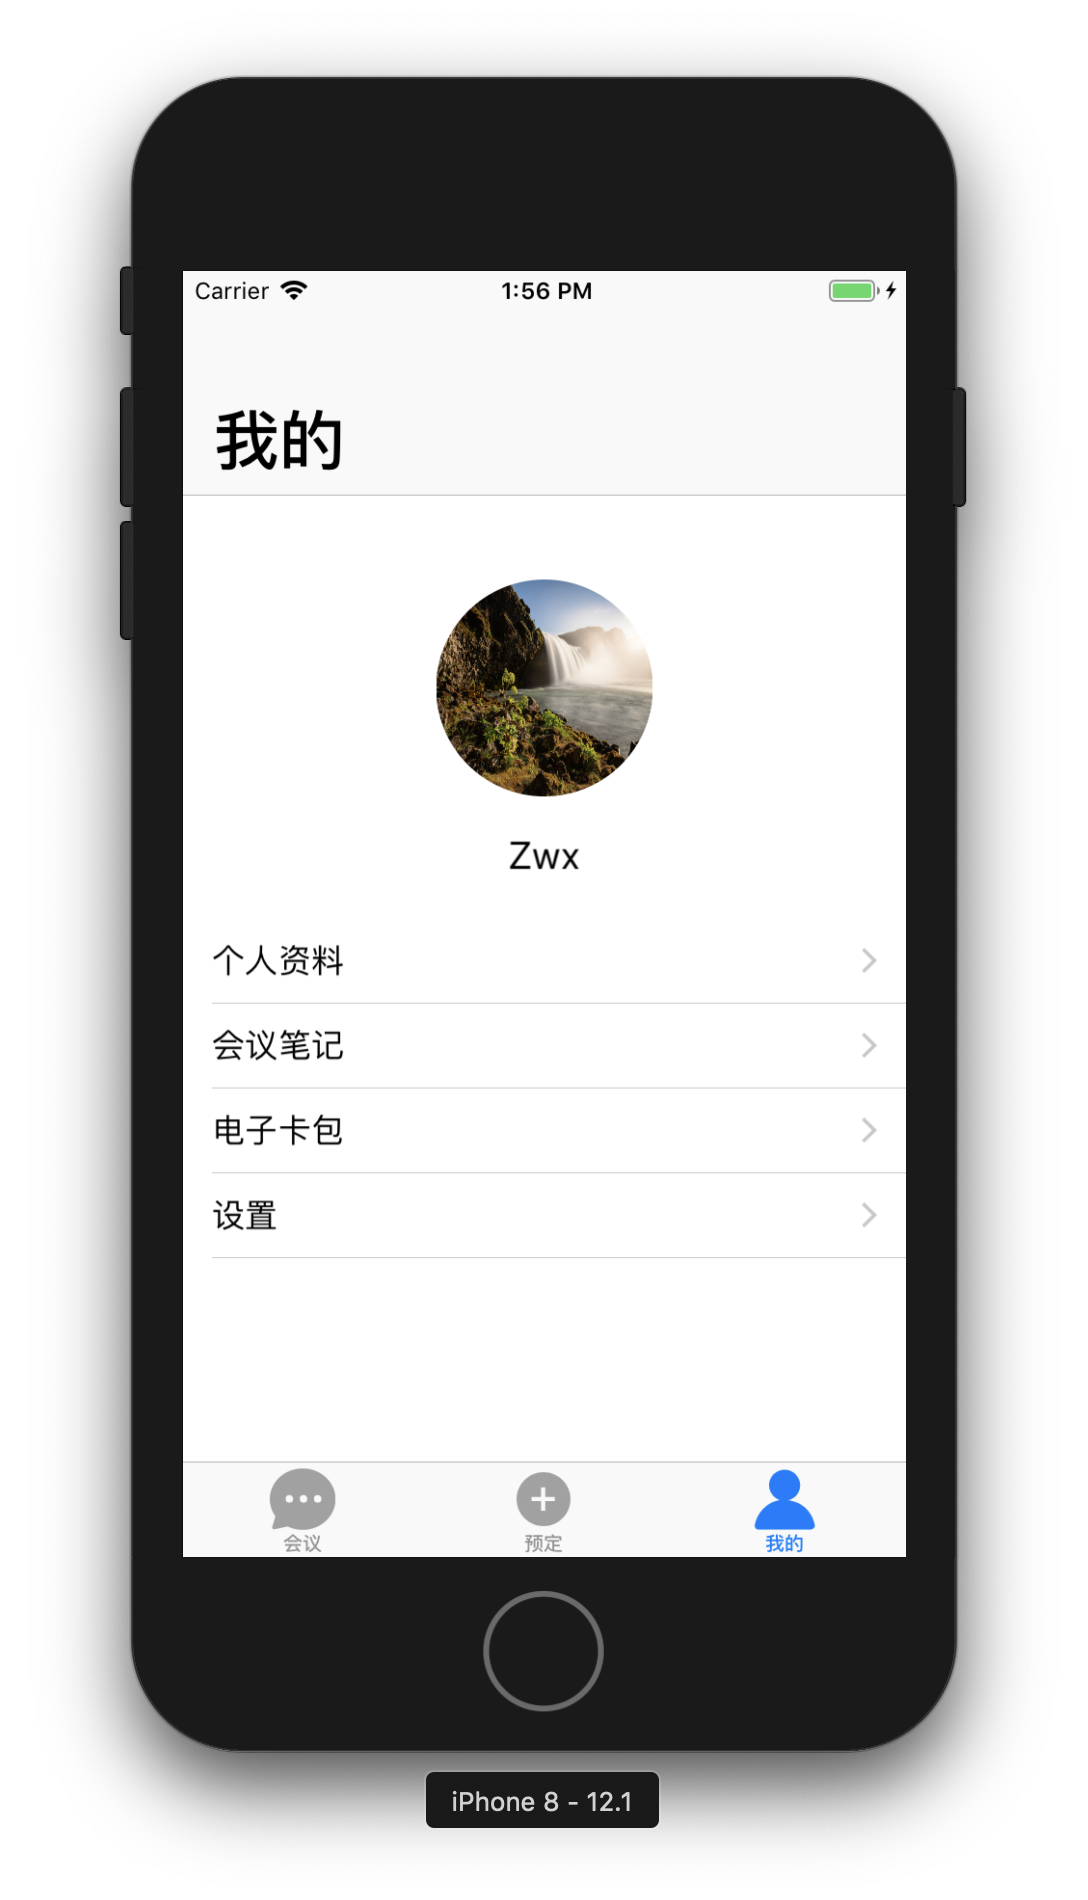 Carrier 1:56 PM
我的
Zwx
个人资料
会议笔记
电子卡包
设置
会议 预定 我的
iPhone 8 - 12.1